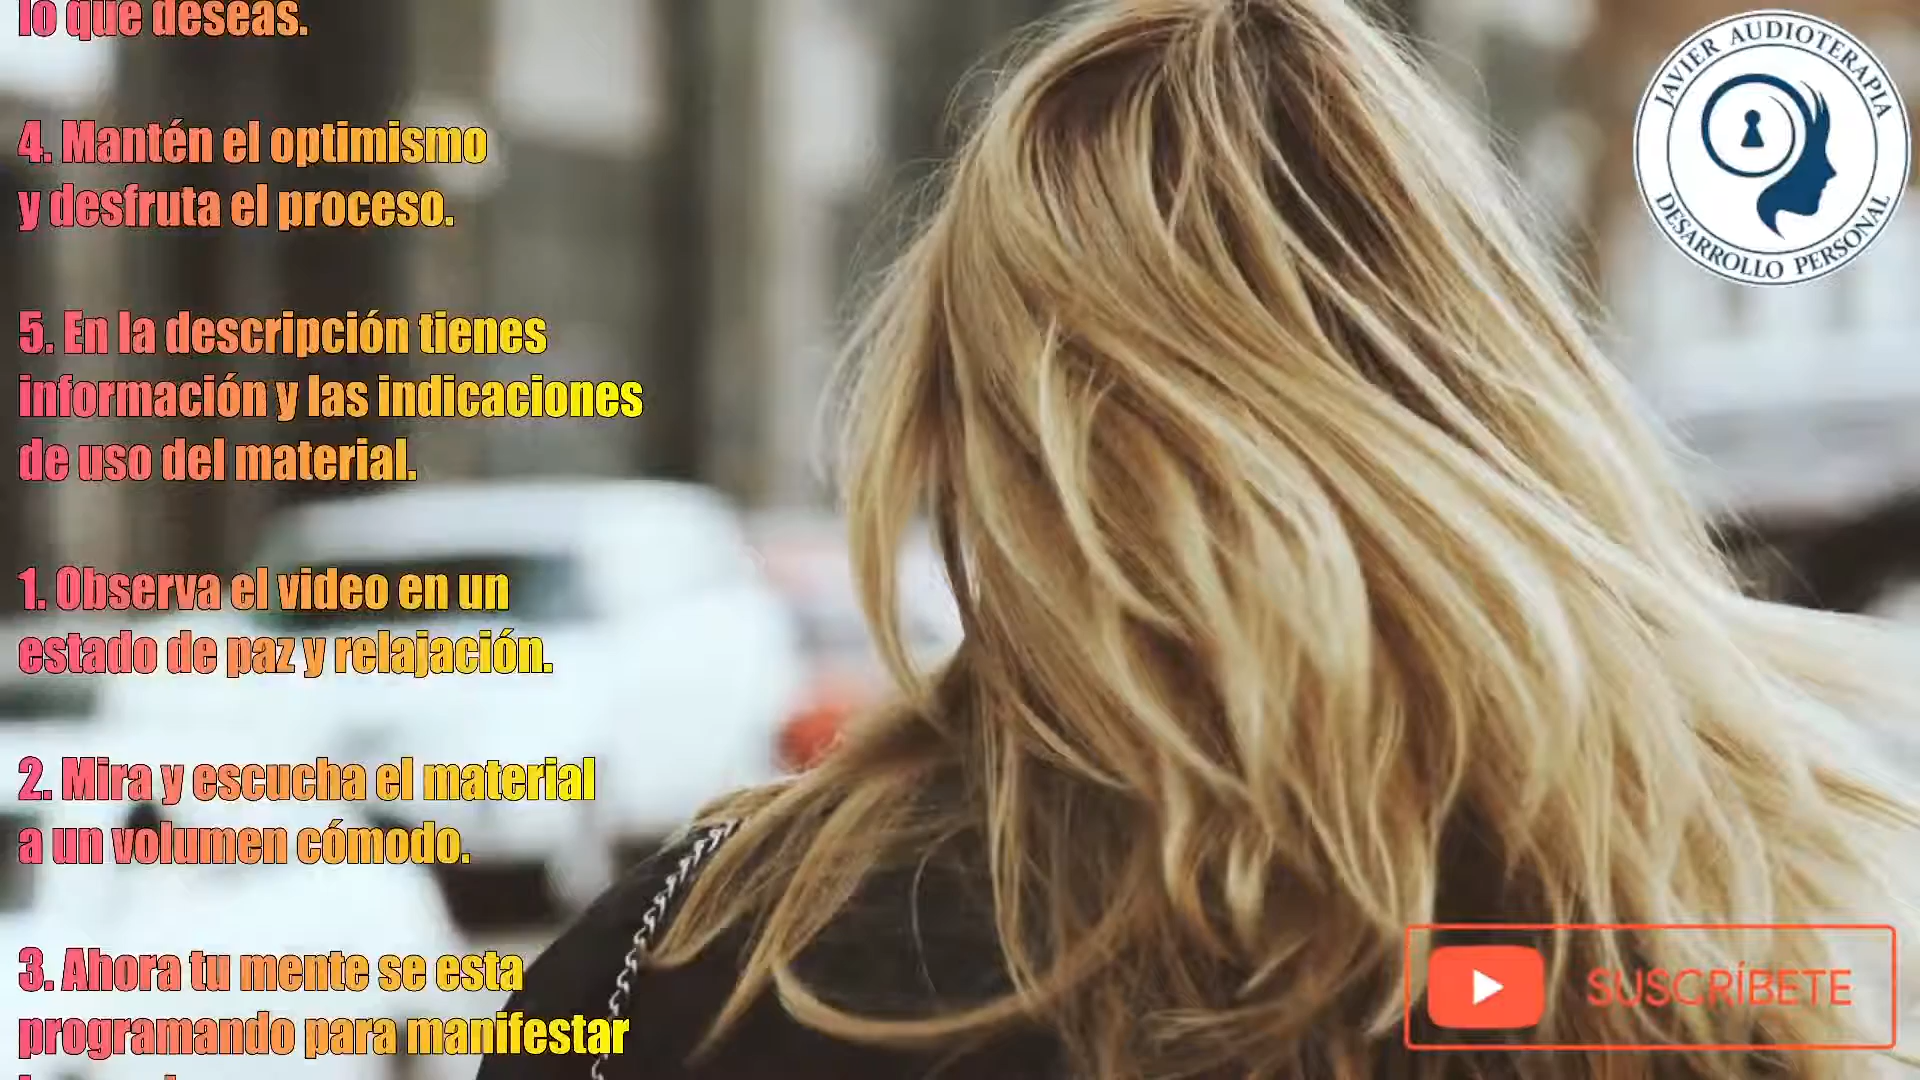 lo que deseas.
4. Mantén el optimismo
y desfruta el proceso.
5. En la descripción tienes
información y las indicaciones
de uso del material.
1. Observa el video en un
estado de paz y relajación.
2. Mira y escucha el material
a un volumen cómodo.
3. Ahora tu mente se esta
programando para manifestar
JAVIER AUDIOTERAPIA
DESARROLLO PERSONAL
SUSCRÍBETE